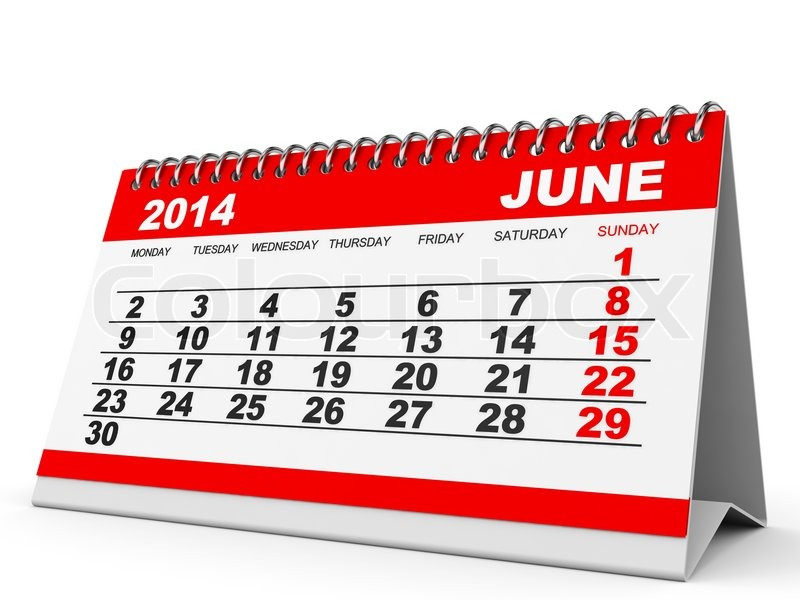 2014 JUNE
MONDAY TUESDAY WEDNESDAY THURSDAY FRIDAY SATURDAY SUNDAY
1
2 3 4 5 6 7 8
9 10 11 12 13 14 15
16 17 18 19 20 21 22
23 24 25 26 27 28 29
30
Colourbox